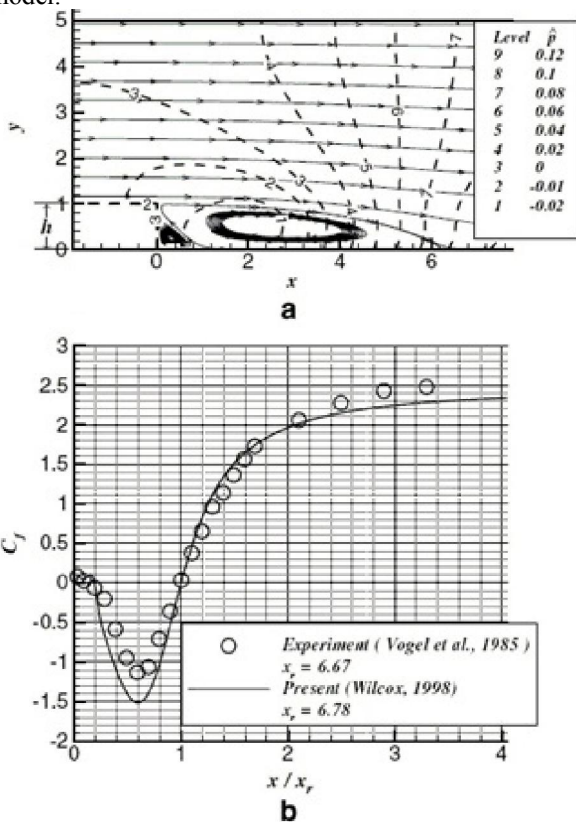 model.
5
4
3
2
1
0
y
h
0 2 4 6
x
3
3
2
2
3
5
6
7
Level p̂
9 0.12
8 0.1
7 0.08
6 0.06
5 0.04
4 0.02
3 0
2 -0.01
1 -0.02
a
3
2.5
2
1.5
1
0.5
0
-0.5
-1
-1.5
-2
C_f
0 1 2 3 4
x / x_r
Experiment ( Vogel et al., 1985 )
x_r = 6.67
Present (Wilcox, 1998)
x_r = 6.78
b